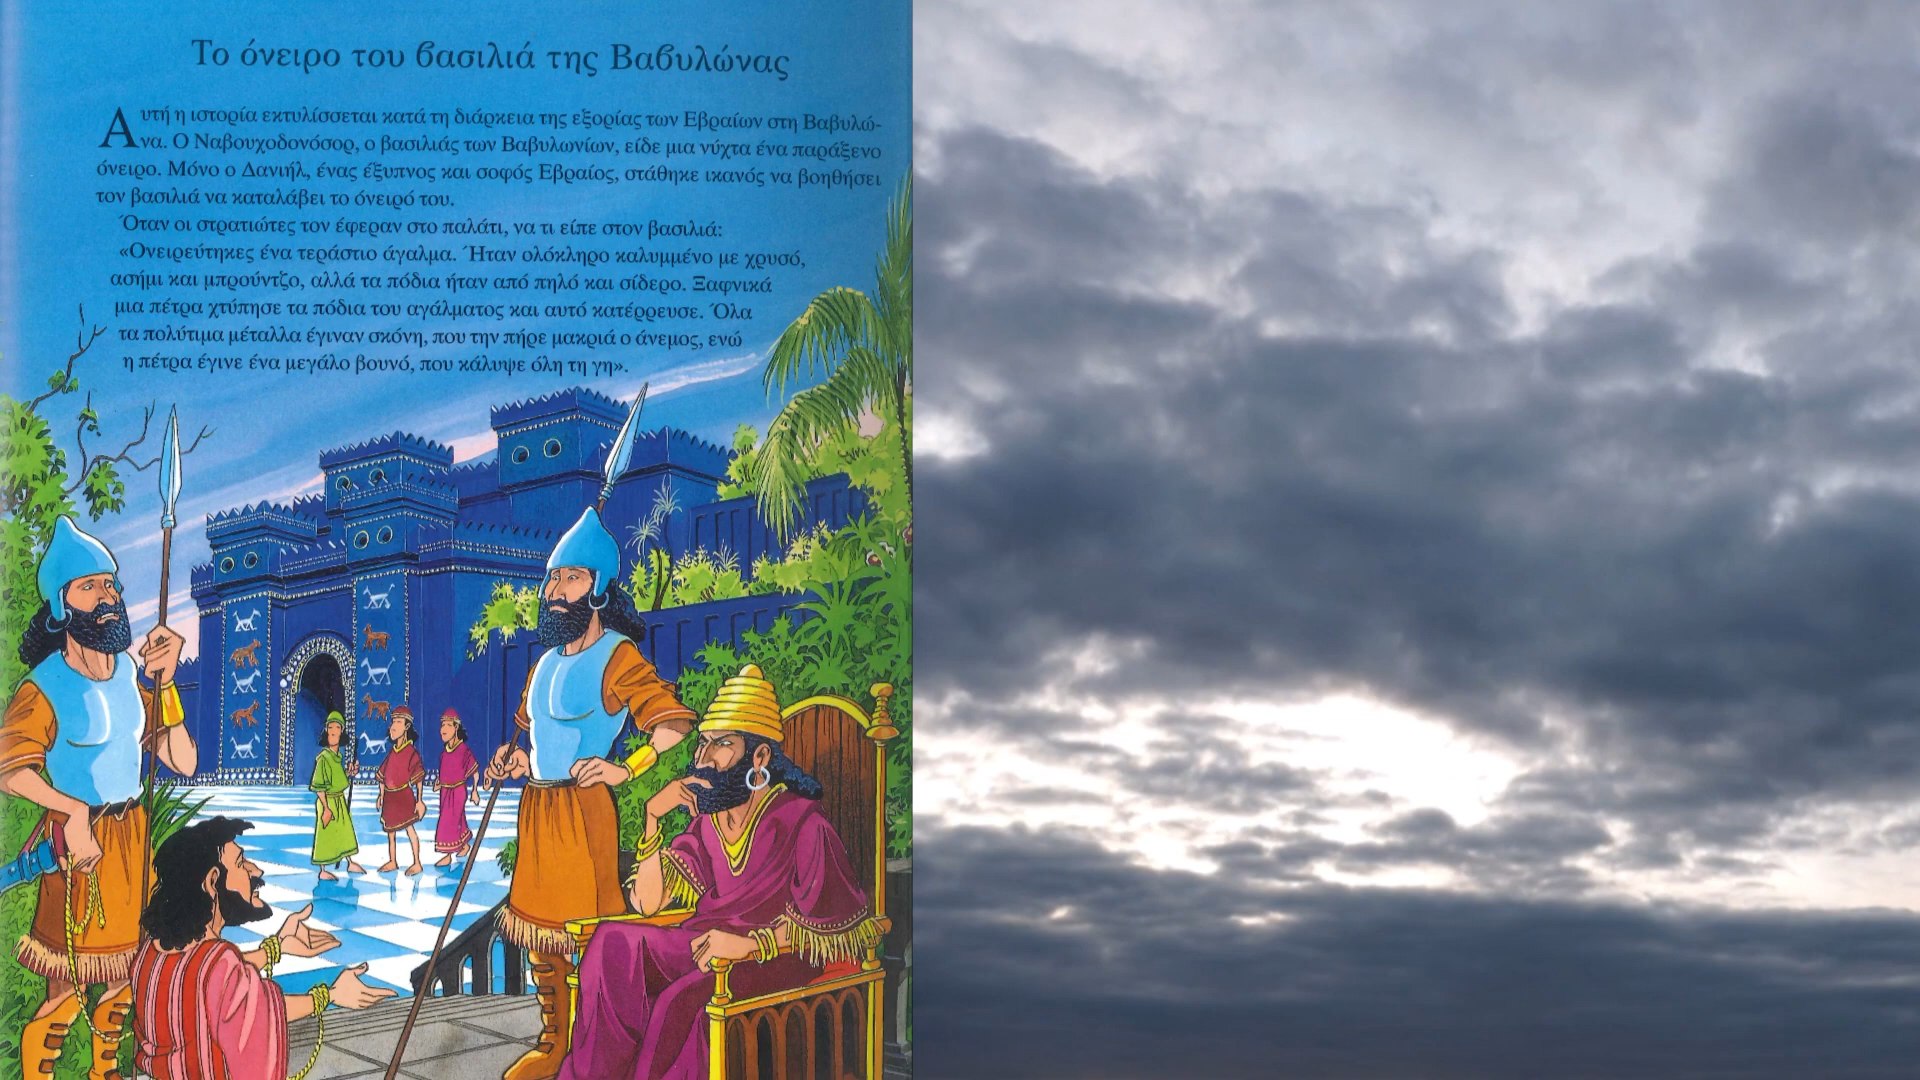 Το όνειρο του βασιλιά της Βαβυλώνας
Αυτή η ιστορία εκτυλίσσεται κατά τη διάρκεια της εξορίας των Εβραίων στη Βαβυλώ-
να. Ο Ναβουχοδονόσορ, ο βασιλιάς των Βαβυλωνίων, είδε μια νύχτα ένα παράξενο
όνειρο. Μόνο ο Δανιήλ, ένας έξυπνος και σοφός Εβραίος, στάθηκε ικανός να βοηθήσει
τον βασιλιά να καταλάβει το όνειρό του.
Όταν οι στρατιώτες τον έφεραν στο παλάτι, να τι είπε στον βασιλιά:
«Ονειρεύτηκες ένα τεράστιο άγαλμα. Ήταν ολόκληρο καλυμμένο με χρυσό,
ασήμι και μπρούντζο, αλλά τα πόδια ήταν από πηλό και σίδερο. Ξαφνικά
μια πέτρα χτύπησε τα πόδια του αγάλματος και αυτό κατέρρευσε. Όλα
τα πολύτιμα μέταλλα έγιναν σκόνη, που την πήρε μακριά ο άνεμος, ενώ
η πέτρα έγινε ένα μεγάλο βουνό, που κάλυψε όλη τη γη».